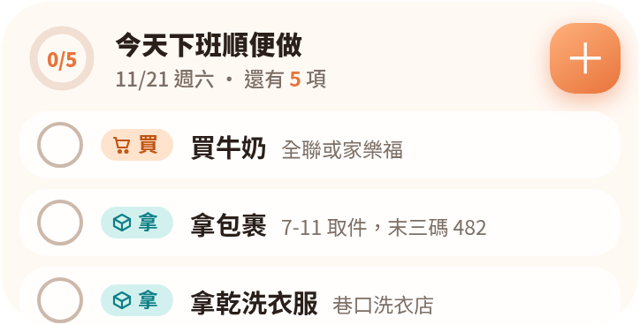 0/5
今天下班順便做
11/21 週六 • 還有 5 項
買 買牛奶 全聯或家樂福
拿 拿包裹 7-11 取件，末三碼 482
拿 拿乾洗衣服 巷口洗衣店